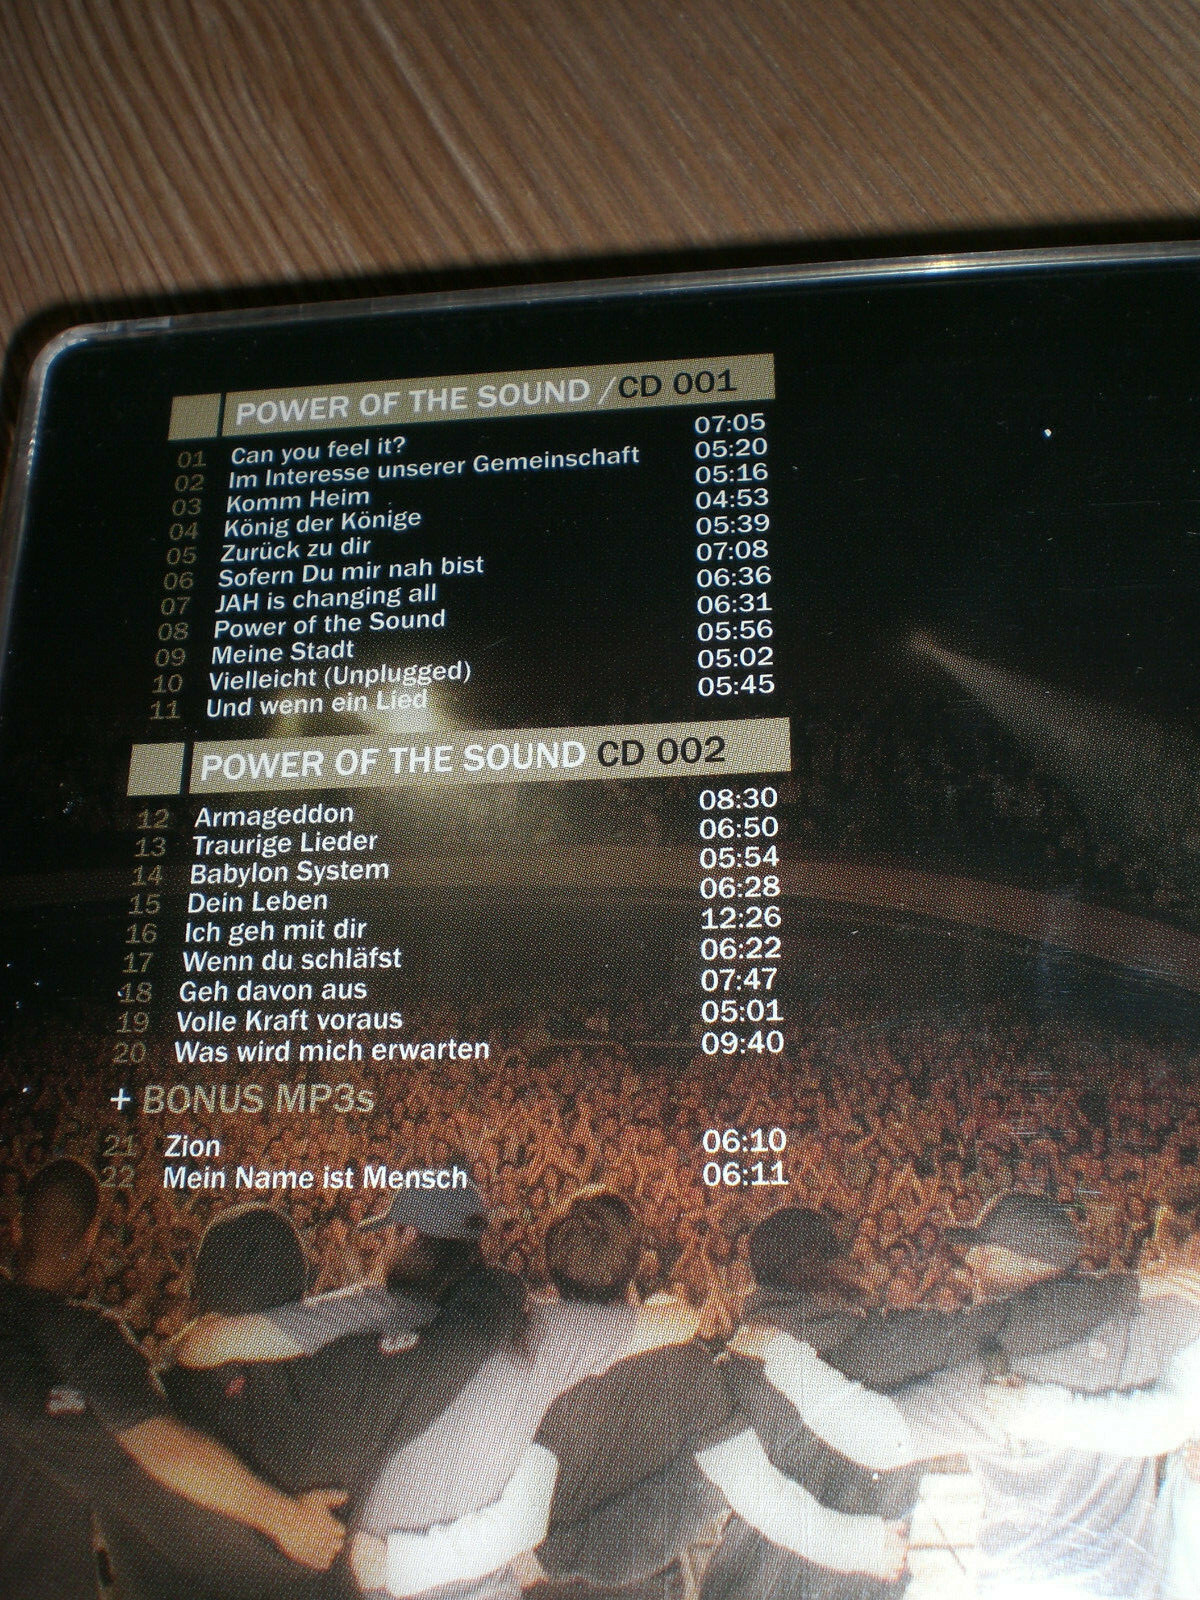 POWER OF THE SOUND / CD 001
01 Can you feel it? 07:05
02 Im Interesse unserer Gemeinschaft 05:20
03 Komm Heim 05:16
04 König der Könige 04:53
05 Zurück zu dir 05:39
06 Sofern Du mir nah bist 07:08
07 JAH is changing all 06:36
08 Power of the Sound 06:31
09 Meine Stadt 05:56
10 Vielleicht (Unplugged) 05:02
11 Und wenn ein Lied 05:45
POWER OF THE SOUND CD 002
12 Armageddon 08:30
13 Traurige Lieder 06:50
14 Babylon System 05:54
15 Dein Leben 06:28
16 Ich geh mit dir 12:26
17 Wenn du schläfst 06:22
18 Geh davon aus 07:47
19 Volle Kraft voraus 05:01
20 Was wird mich erwarten 09:40
+ BONUS MP3s
21 Zion 06:10
22 Mein Name ist Mensch 06:11